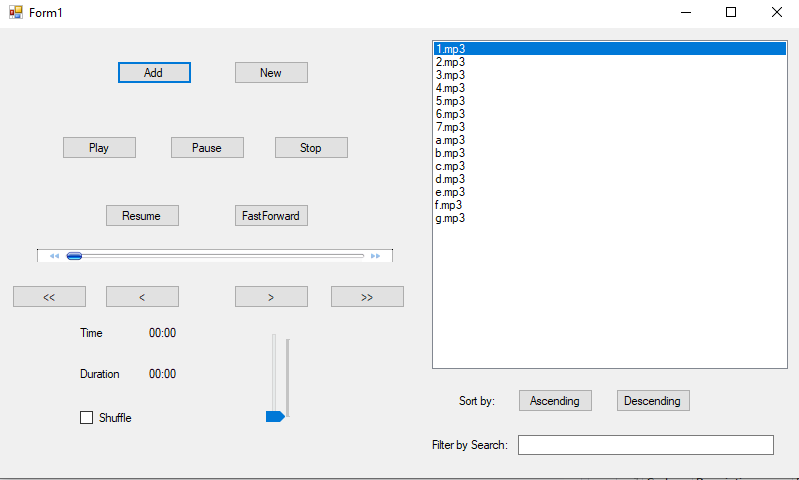 Form1
Add New
Play Pause Stop
Resume FastForward
<< < > >>
Time 00:00
Duration 00:00
Shuffle
1.mp3
2.mp3
3.mp3
4.mp3
5.mp3
6.mp3
7.mp3
a.mp3
b.mp3
c.mp3
d.mp3
e.mp3
f.mp3
g.mp3
Sort by: Ascending Descending
Filter by Search: